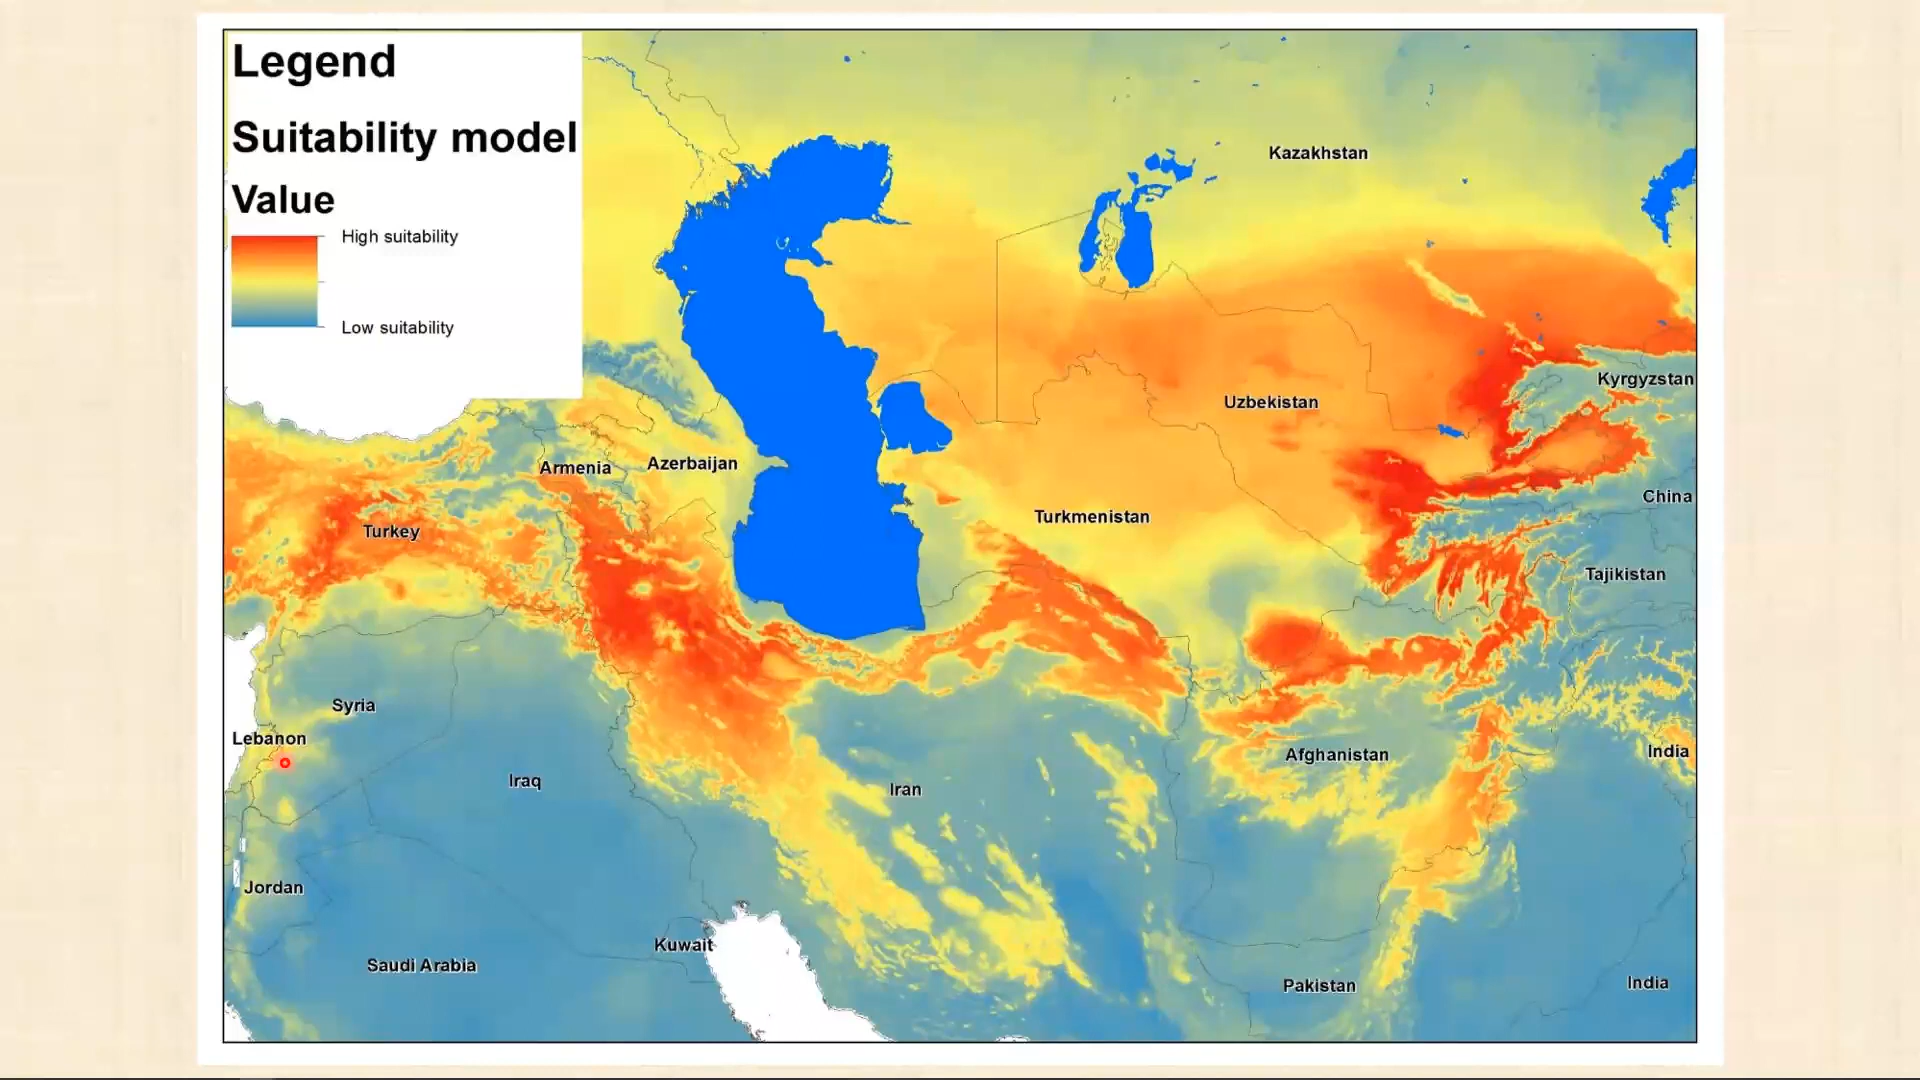 Legend
Suitability model
Value
High suitability
Low suitability
Kazakhstan
Kyrgyzstan
Uzbekistan
Armenia
Azerbaijan
China
Turkmenistan
Turkey
Tajikistan
Syria
Lebanon
India
Afghanistan
Iraq
Iran
Jordan
Kuwait
Saudi Arabia
Pakistan
India